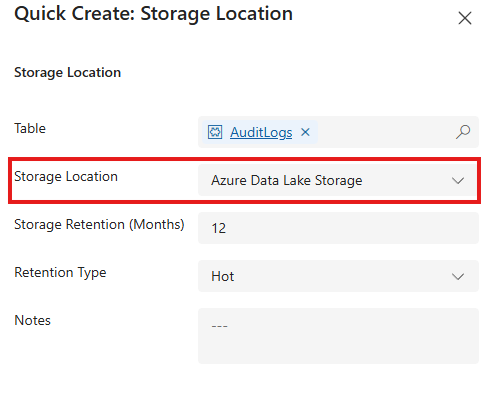 Quick Create: Storage Location
Storage Location
Table AuditLogs
Storage Location Azure Data Lake Storage
Storage Retention (Months) 12
Retention Type Hot
Notes ---